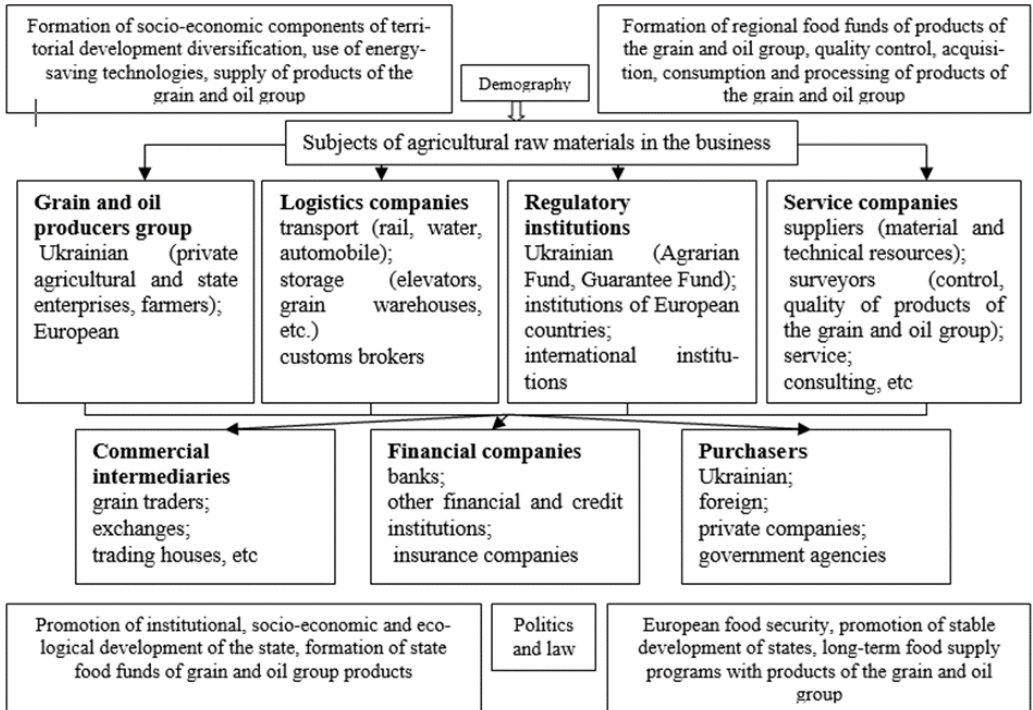 Formation of socio-economic components of terri-
torial development diversification, use of energy-
saving technologies, supply of products of the
grain and oil group
Demography
Formation of regional food funds of products of
the grain and oil group, quality control, acquisi-
tion, consumption and processing of products of
the grain and oil group
Subjects of agricultural raw materials in the business
Grain and oil
producers group
Ukrainian (private
agricultural and state
enterprises, farmers);
European
Logistics companies
transport (rail, water,
automobile);
storage (elevators,
grain warehouses,
etc.)
customs brokers
Regulatory
institutions
Ukrainian (Agrarian
Fund, Guarantee Fund);
institutions of European
countries;
international institu-
tions
Service companies
suppliers (material and
technical resources);
surveyors (control,
quality of products of
the grain and oil group);
service;
consulting, etc
Commercial
intermediaries
grain traders;
exchanges;
trading houses, etc
Financial companies
banks;
other financial and credit
institutions;
insurance companies
Purchasers
Ukrainian;
foreign;
private companies;
government agencies
Promotion of institutional, socio-economic and eco-
logical development of the state, formation of state
food funds of grain and oil group products
Politics
and law
European food security, promotion of stable
development of states, long-term food supply
programs with products of the grain and oil
group